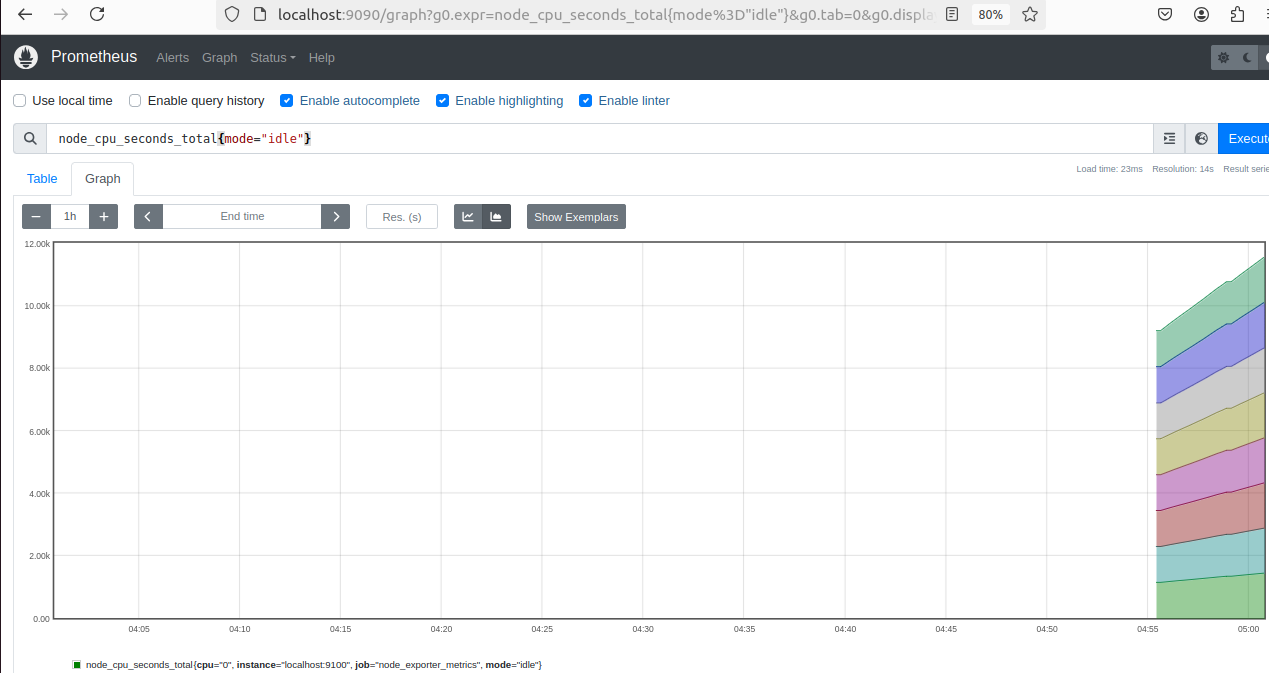 localhost:9090/graph?g0.expr=node_cpu_seconds_total{mode%3D"idle"}&g0.tab=0&g0.displa 80%
Prometheus Alerts Graph Status Help
Use local time Enable query history Enable autocomplete Enable highlighting Enable linter
node_cpu_seconds_total{mode="idle"} Execute
Table Graph Load time: 23ms Resolution: 14s Result serie
− 1h + End time Res. (s) Show Exemplars
12.00k
10.00k
8.00k
6.00k
4.00k
2.00k
0.00
04:05 04:10 04:15 04:20 04:25 04:30 04:35 04:40 04:45 04:50 04:55 05:00
node_cpu_seconds_total{cpu="0", instance="localhost:9100", job="node_exporter_metrics", mode="idle"}